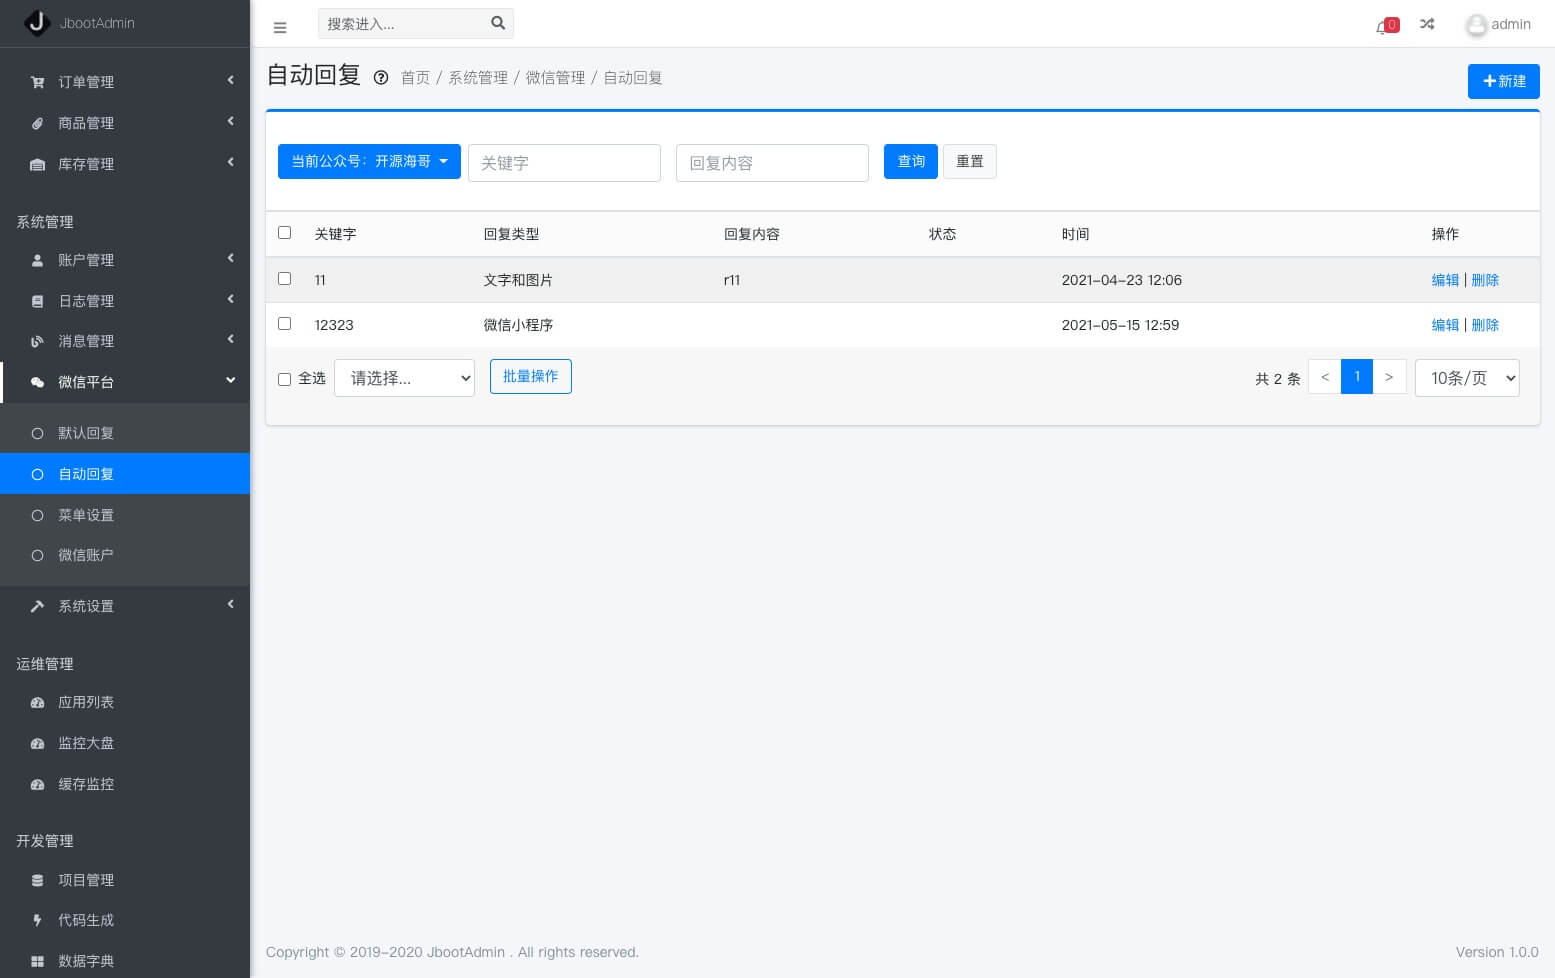 JbootAdmin
订单管理
商品管理
库存管理
系统管理
账户管理
日志管理
消息管理
微信平台
默认回复
自动回复
菜单设置
微信账户
系统设置
运维管理
应用列表
监控大盘
缓存监控
开发管理
项目管理
代码生成
数据字典
搜索进入...
0
admin
自动回复 首页 / 系统管理 / 微信管理 / 自动回复
新建
当前公众号：开源海哥 关键字 回复内容 查询 重置
关键字 回复类型 回复内容 状态 时间 操作
11 文字和图片 r11 2021-04-23 12:06 编辑 | 删除
12323 微信小程序 2021-05-15 12:59 编辑 | 删除
全选 请选择... 批量操作 共 2 条 < 1 > 10条/页
Copyright © 2019-2020 JbootAdmin . All rights reserved. Version 1.0.0